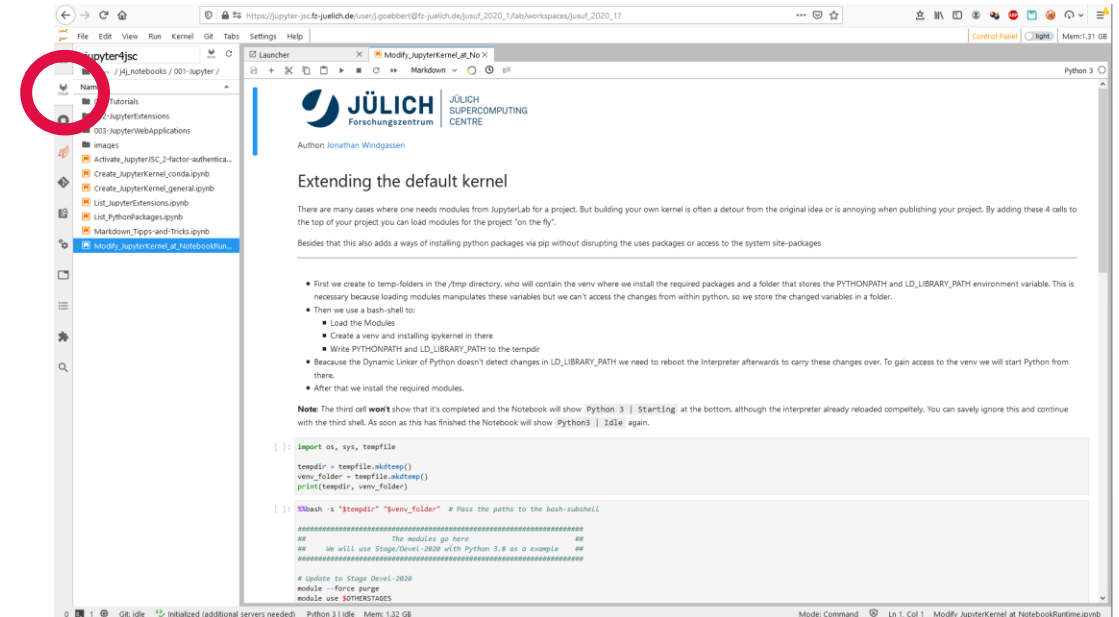 https://jupyter-jsc.fz-juelich.de/user/j.goebbert@fz-juelich.de/jusuf_2020_1/lab/workspaces/jusuf_2020_1?
File Edit View Run Kernel Git Tabs Settings Help
Control Panel light Mem:1.31 GB
jupyter4jsc
/ j4j_notebooks / 001-Jupyter /
Launcher
Modify_JupyterKernel_at_No
Markdown
Python 3
Nam
Tutorials
-JupyterExtensions
003-JupyterWebApplications
images
Activate_JupyterJSC_2-factor-authentica...
Create_JupyterKernel_conda.ipynb
Create_JupyterKernel_general.ipynb
List_JupyterExtensions.ipynb
List_PythonPackages.ipynb
Markdown_Tipps-and-Tricks.ipynb
Modify_JupyterKernel_at_NotebookRun...
JÜLICH
Forschungszentrum
JÜLICH
SUPERCOMPUTING
CENTRE
Author: Jonathan Windgassen
Extending the default kernel
There are many cases where one needs modules from JupyterLab for a project. But building your own kernel is often a detour from the original idea or is annoying when publishing your project. By adding these 4 cells to
the top of your project you can load modules for the project "on the fly".
Besides that this also adds a ways of installing python packages via pip without disrupting the uses packages or access to the system site-packages
• First we create to temp-folders in the /tmp directory, who will contain the venv where we install the required packages and a folder that stores the PYTHONPATH and LD_LIBRARY_PATH environment variable. This is
necessary because loading modules manipulates these variables but we can't access the changes from within python, so we store the changed variables in a folder.
• Then we use a bash-shell to:
▪ Load the Modules
▪ Create a venv and installing ipykernel in there
▪ Write PYTHONPATH and LD_LIBRARY_PATH to the tempdir
• Beacause the Dynamic Linker of Python doesn't detect changes in LD_LIBRARY_PATH we need to reboot the Interpreter afterwards to carry these changes over. To gain access to the venv we will start Python from
there.
• After that we install the required modules.
Note: The third cell won't show that it's completed and the Notebook will show Python 3 | Starting at the bottom, although the interpreter already reloaded compeltely. You can savely ignore this and continue
with the third shell. As soon as this has finished the Notebook will show Python3 | Idle again.
[ ]: import os, sys, tempfile
tempdir = tempfile.mkdtemp()
venv_folder = tempfile.mkdtemp()
print(tempdir, venv_folder)
[ ]: %%bash -s "$tempdir" "$venv_folder" # Pass the paths to the bash-subshell
######################################################################
## The modules go here ##
## We will use Stage/Devel-2020 with Python 3.8 as a example ##
######################################################################
# Update to Stage Devel-2020
module --force purge
module use $OTHERSTAGES
0 1 Git: idle Initialized (additional servers needed) Python 3 | Idle Mem: 1.32 GB
Mode: Command Ln 1, Col 1 Modify_JupyterKernel_at_NotebookRuntime.ipynb